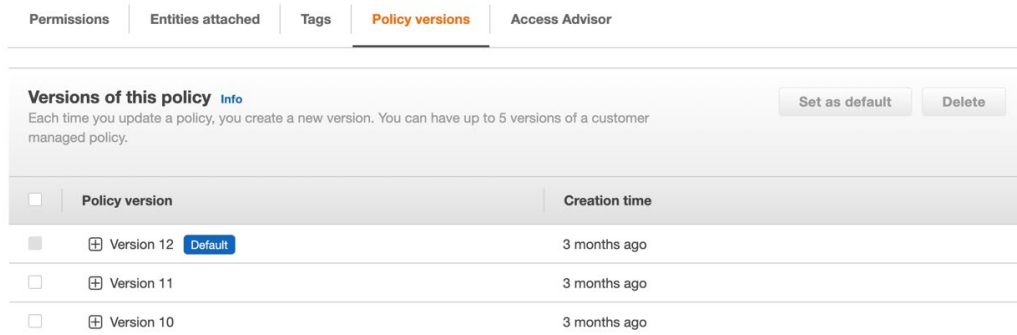 Permissions Entities attached Tags Policy versions Access Advisor
Versions of this policy Info
Set as default Delete
Each time you update a policy, you create a new version. You can have up to 5 versions of a customer
managed policy.
Policy version Creation time
Version 12 Default 3 months ago
Version 11 3 months ago
Version 10 3 months ago